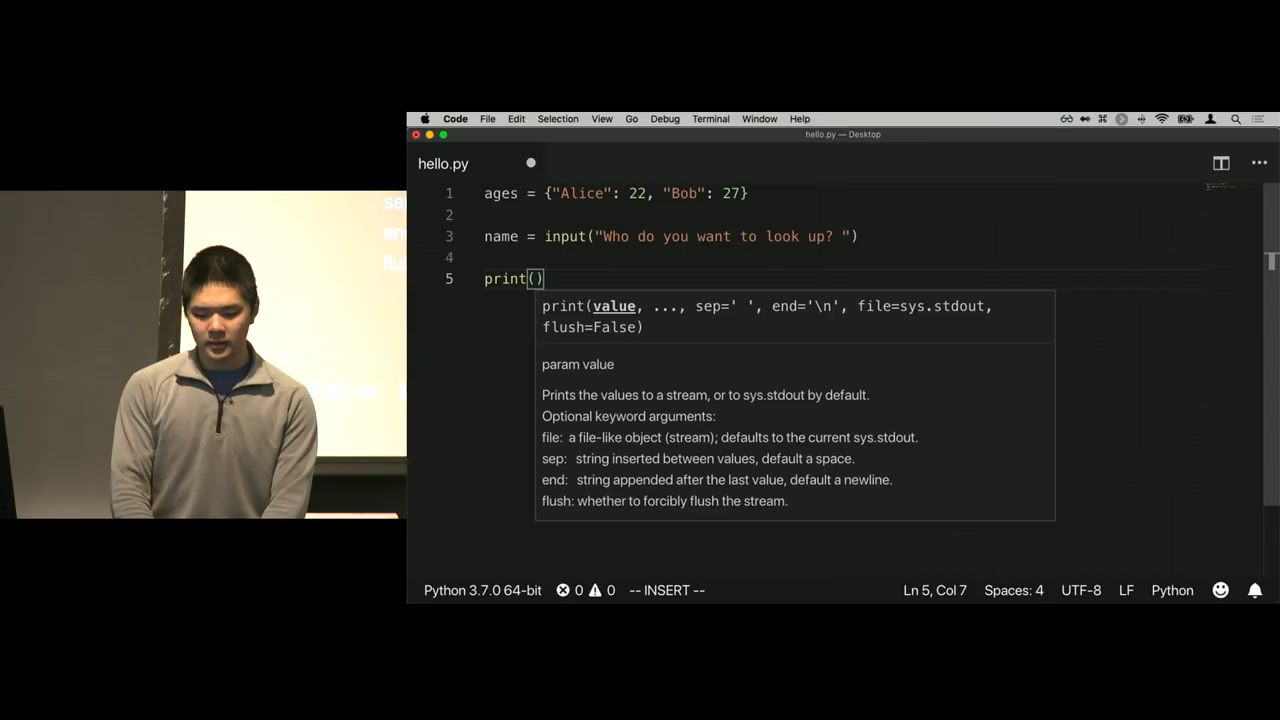 Code File Edit Selection View Go Debug Terminal Window Help
hello.py — Desktop
hello.py
1 ages = {"Alice": 22, "Bob": 27}
2
3 name = input("Who do you want to look up? ")
4
5 print()
print(value, ..., sep=' ', end='\n', file=sys.stdout,
flush=False)
param value
Prints the values to a stream, or to sys.stdout by default.
Optional keyword arguments:
file: a file-like object (stream); defaults to the current sys.stdout.
sep: string inserted between values, default a space.
end: string appended after the last value, default a newline.
flush: whether to forcibly flush the stream.
Python 3.7.0 64-bit 0 0 -- INSERT -- Ln 5, Col 7 Spaces: 4 UTF-8 LF Python